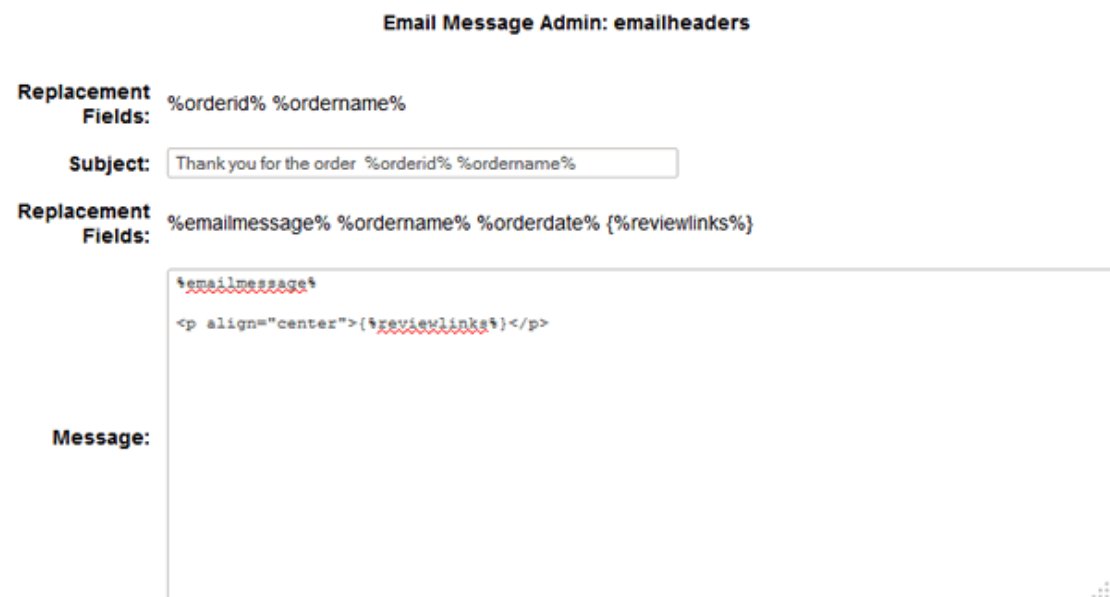 Email Message Admin: emailheaders
Replacement Fields: %orderid% %ordername%
Subject: Thank you for the order  %orderid% %ordername%
Replacement Fields: %emailmessage% %ordername% %orderdate% {%reviewlinks%}
%emailmessage%
<p align="center">{%reviewlinks%}</p>
Message: